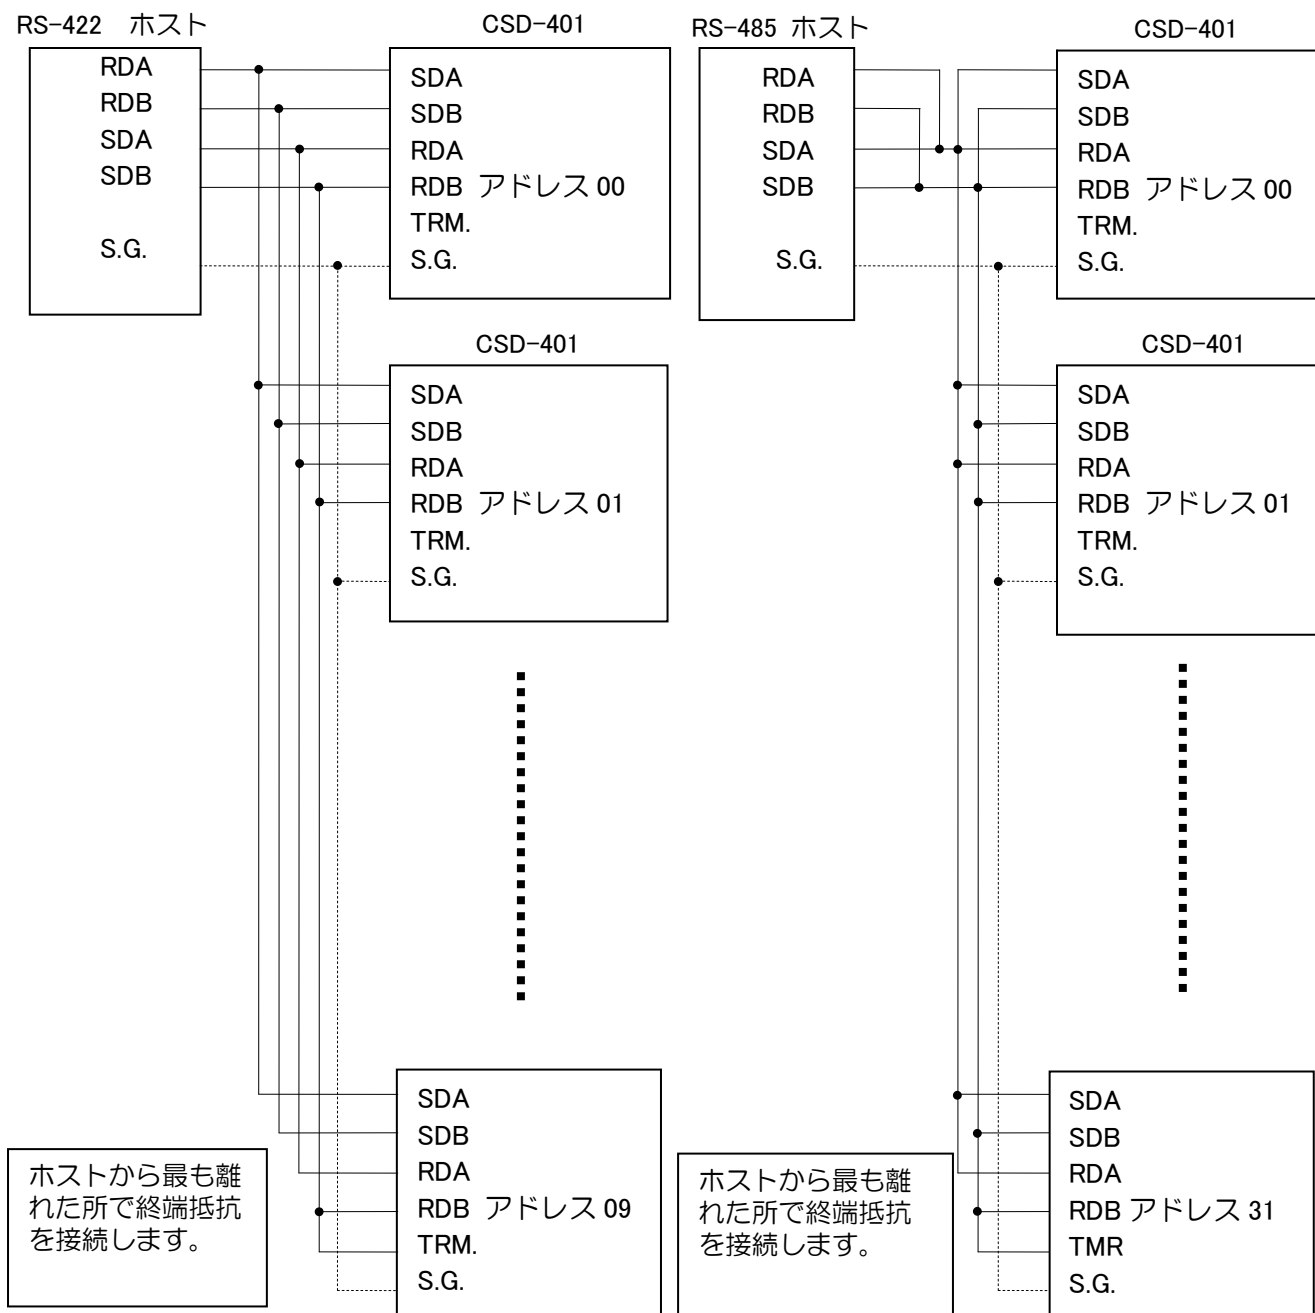 RS-422　ホスト
RDA
RDB
SDA
SDB
S.G.
CSD-401
SDA
SDB
RDA
RDB アドレス 00
TRM.
S.G.
CSD-401
SDA
SDB
RDA
RDB アドレス 01
TRM.
S.G.
SDA
SDB
RDA
RDB アドレス 09
TRM.
S.G.
ホストから最も離
れた所で終端抵抗
を接続します。
RS-485 ホスト
RDA
RDB
SDA
SDB
S.G.
CSD-401
SDA
SDB
RDA
RDB アドレス 00
TRM.
S.G.
CSD-401
SDA
SDB
RDA
RDB アドレス 01
TRM.
S.G.
SDA
SDB
RDA
RDB アドレス 31
TMR
S.G.
ホストから最も離
れた所で終端抵抗
を接続します。